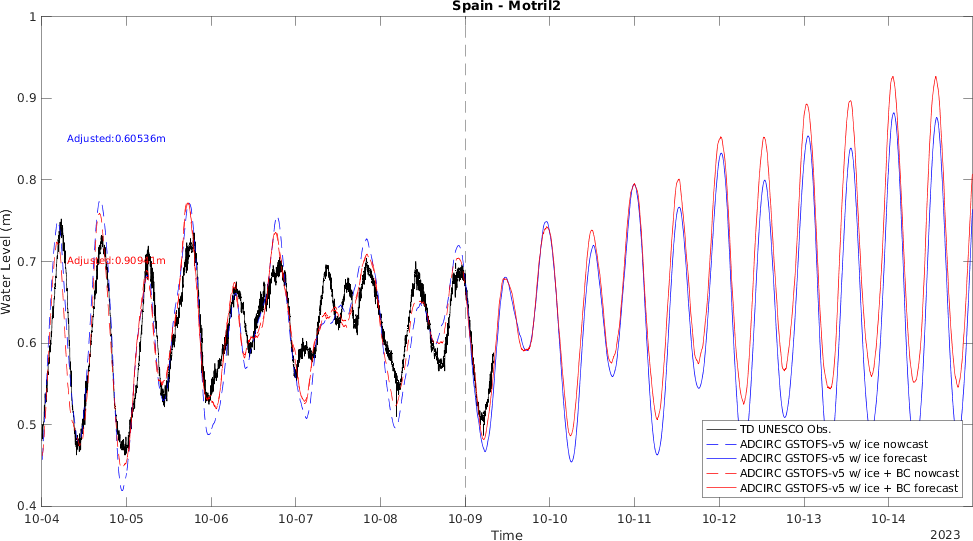 Spain - Motril2
1
0.9
0.8
0.7
0.6
0.5
0.4
Water Level (m)
Adjusted:0.60536m
TD UNESCO Obs.
ADCIRC GSTOFS-v5 w/ ice nowcast
ADCIRC GSTOFS-v5 w/ ice forecast
ADCIRC GSTOFS-v5 w/ ice + BC nowcast
ADCIRC GSTOFS-v5 w/ ice + BC forecast
10-04 10-05 10-06 10-07 10-08 10-09 10-10 10-11 10-12 10-13 10-14
Time
2023